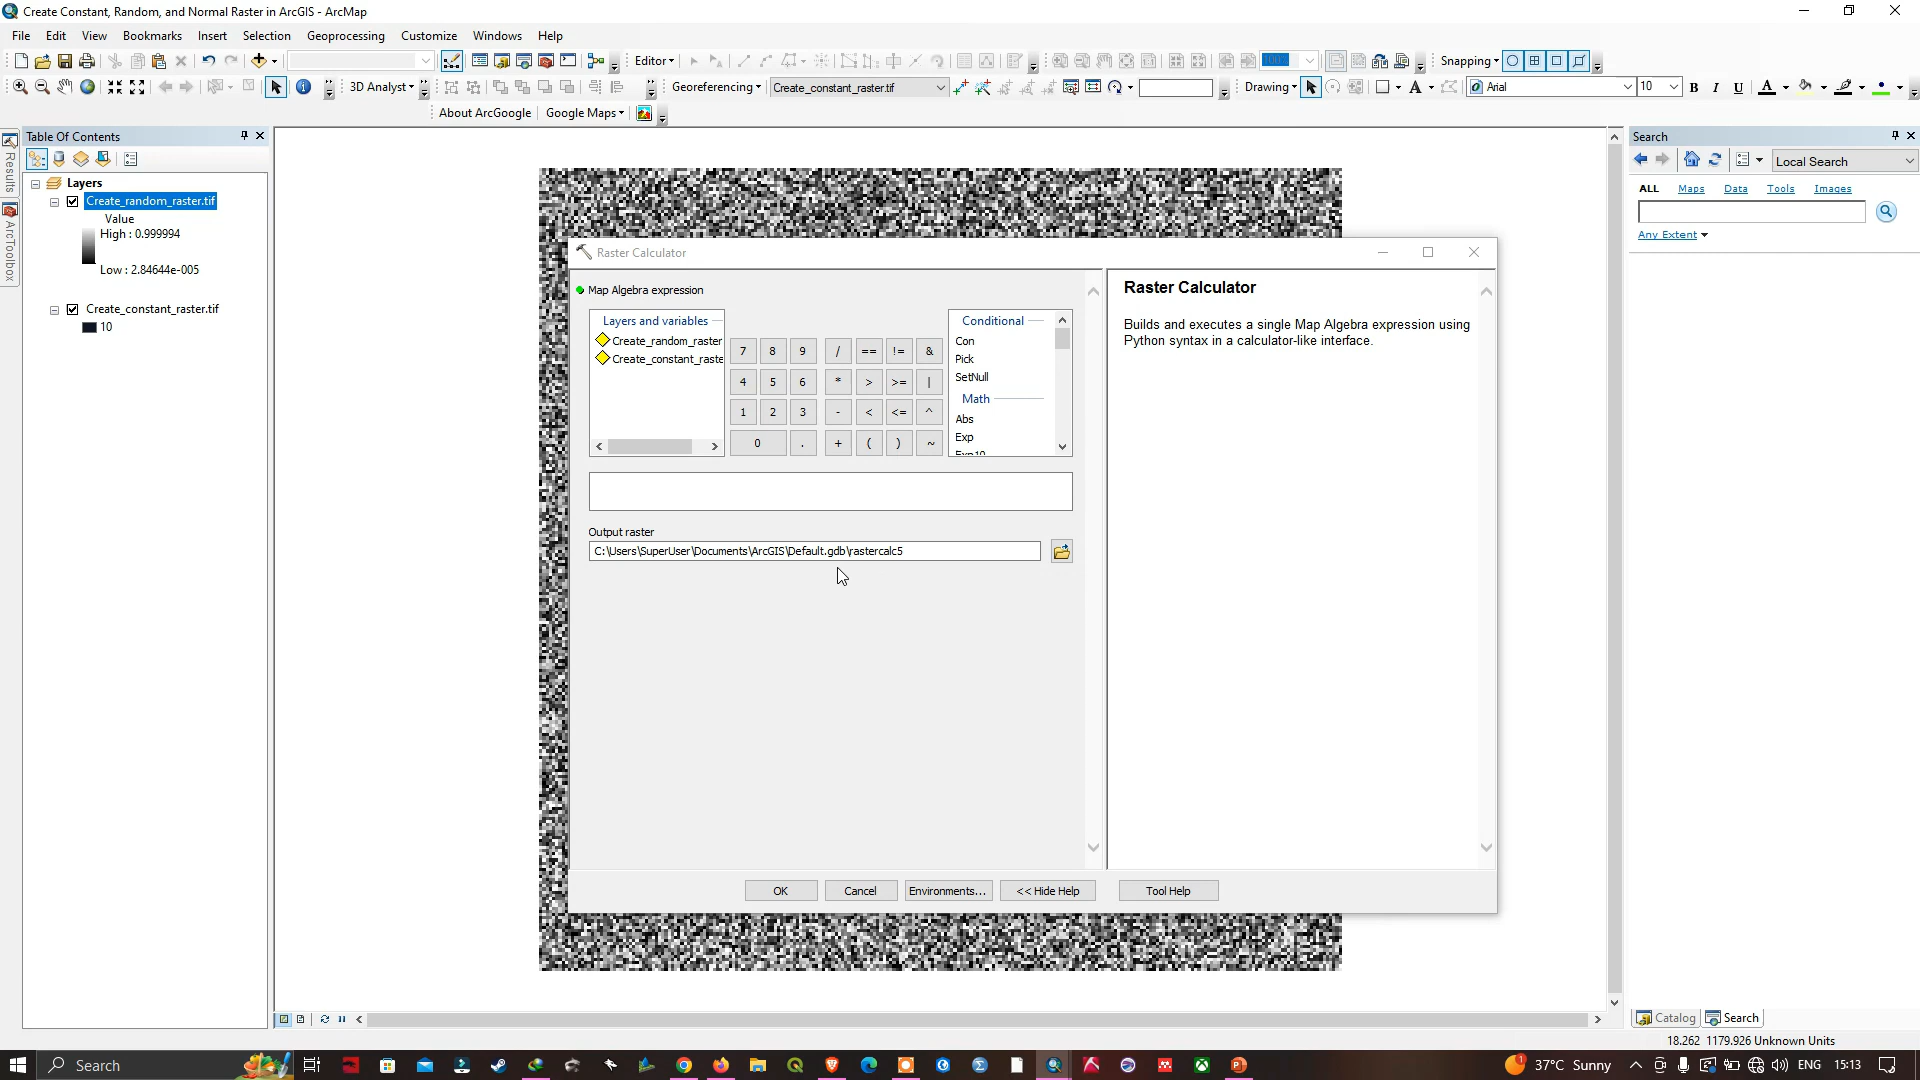 Create Constant, Random, and Normal Raster in ArcGIS - ArcMap
File Edit View Bookmarks Insert Selection Geoprocessing Customize Windows Help
Editor 100% Snapping
3D Analyst Georeferencing Create_constant_raster.tif Drawing A Arial 10 B I U A
About ArcGoogle Google Maps
Table Of Contents
Results
ArcToolbox
Layers
Create_random_raster.tif
Value
High : 0.999994
Low : 2.84644e-005
Create_constant_raster.tif
10
Raster Calculator
Map Algebra expression
Layers and variables
Create_random_raster
Create_constant_raste
7 8 9 / == != &
4 5 6 * > >= |
1 2 3 - < <= ^
0 . + ( ) ~
Conditional
Con
Pick
SetNull
Math
Abs
Exp
Exp10
Output raster
C:\Users\SuperUser\Documents\ArcGIS\Default.gdb\rastercalc5
OK Cancel Environments... << Hide Help Tool Help
Raster Calculator
Builds and executes a single Map Algebra expression using
Python syntax in a calculator-like interface.
Search
Local Search
ALL Maps Data Tools Images
Any Extent
Catalog Search
18.262 1179.926 Unknown Units
Search
1 37°C Sunny ENG 15:13